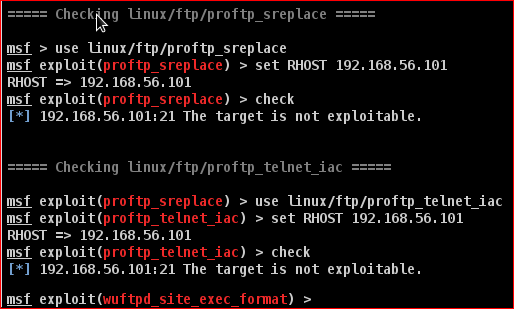 ===== Checking linux/ftp/proftp_sreplace =====
msf > use linux/ftp/proftp_sreplace
msf exploit(proftp_sreplace) > set RHOST 192.168.56.101
RHOST => 192.168.56.101
msf exploit(proftp_sreplace) > check
[*] 192.168.56.101:21 The target is not exploitable.
===== Checking linux/ftp/proftp_telnet_iac =====
msf exploit(proftp_sreplace) > use linux/ftp/proftp_telnet_iac
msf exploit(proftp_telnet_iac) > set RHOST 192.168.56.101
RHOST => 192.168.56.101
msf exploit(proftp_telnet_iac) > check
[*] 192.168.56.101:21 The target is not exploitable.
msf exploit(wuftpd_site_exec_format) >